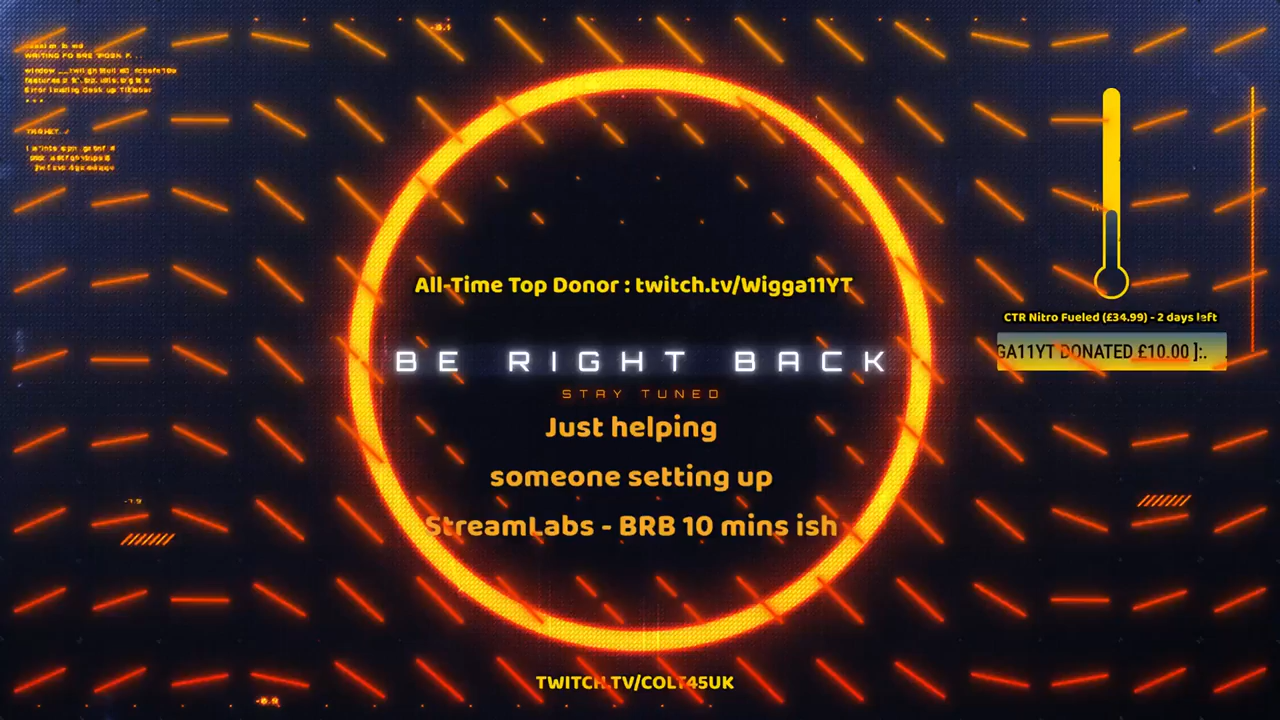 All-Time Top Donor : twitch.tv/Wigga11YT
BE RIGHT BACK
STAY TUNED
Just helping
someone setting up
StreamLabs - BRB 10 mins ish
CTR Nitro Fueled (£34.99) - 2 days left
GA11YT DONATED £10.00 ]:.
TWITCH.TV/COLT45UK